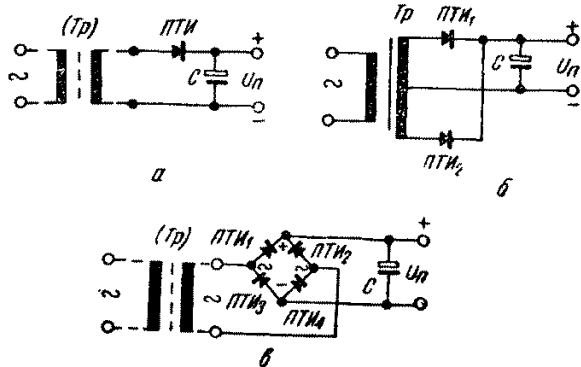 (Тр) ПТИ +
C Uп
–
а
Тр ПТИ₁ +
C Uп
ПТИ₂ –
б
(Тр) ПТИ₁ + ПТИ₂ +
– C Uп
ПТИ₃ ПТИ₄
в